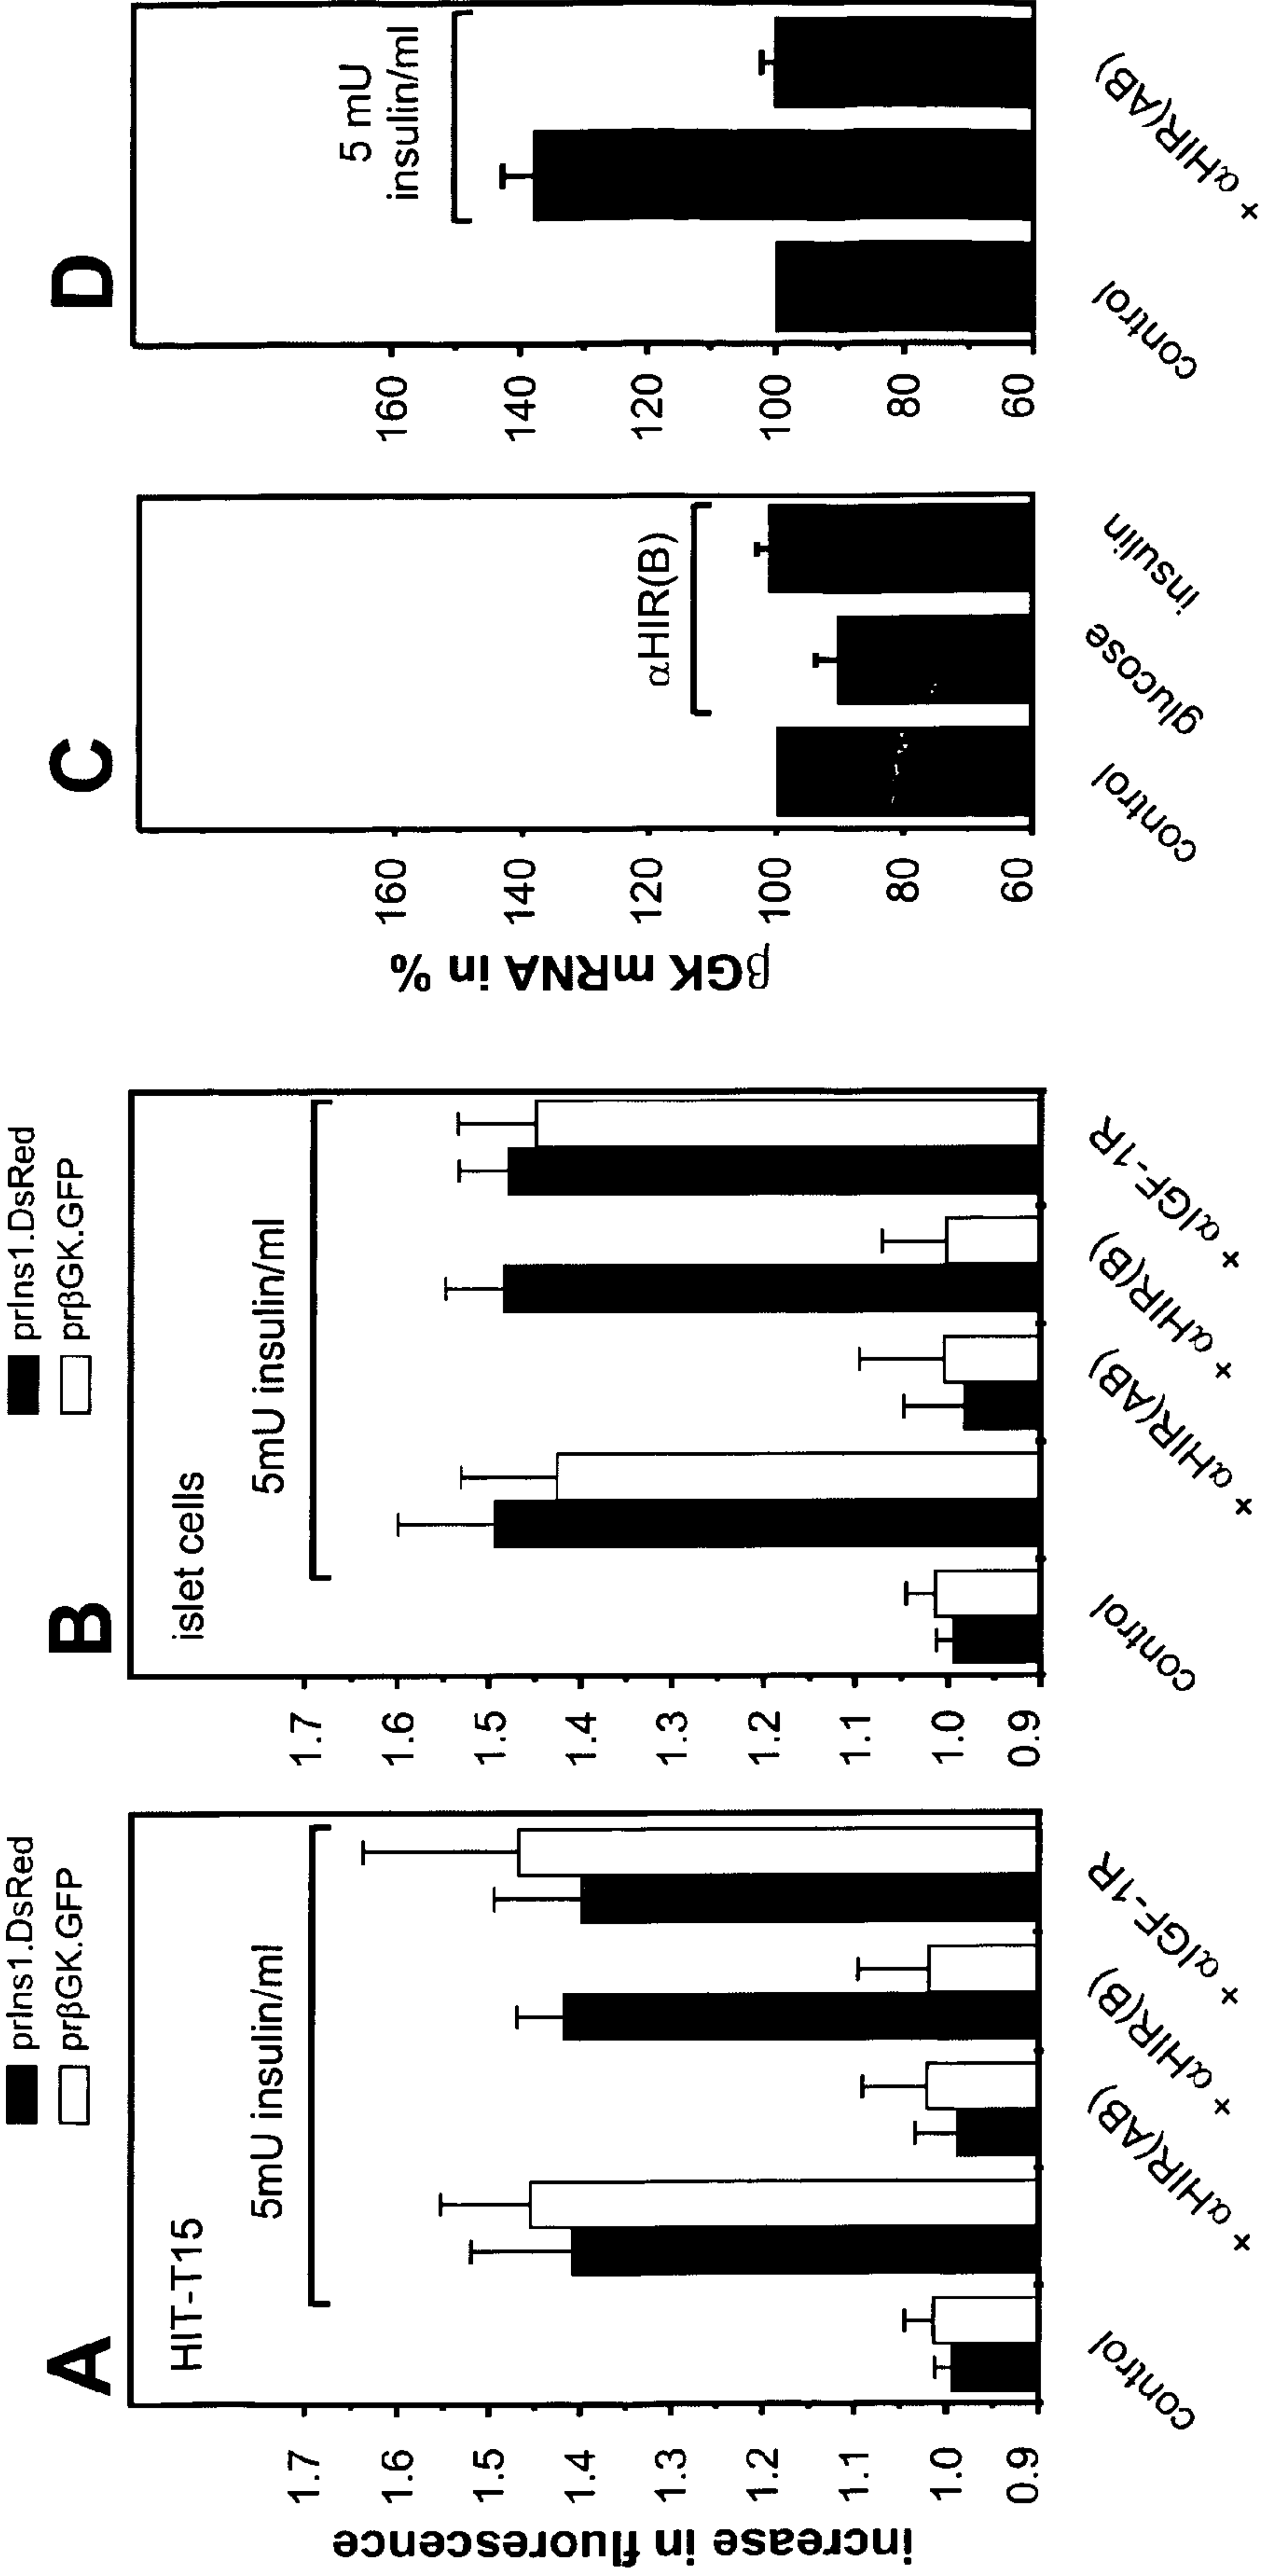 A
prIns1.DsRed
prβGK.GFP
HIT-T15
5mU insulin/ml
increase in fluorescence
1.7
1.6
1.5
1.4
1.3
1.2
1.1
1.0
0.9
control
+ αHIR(AB)
+ αHIR(B)
+ αIGF-1R
B
prIns1.DsRed
prβGK.GFP
islet cells
5mU insulin/ml
1.7
1.6
1.5
1.4
1.3
1.2
1.1
1.0
0.9
control
+ αHIR(AB)
+ αHIR(B)
+ αIGF-1R
C
αHIR(B)
βGK mRNA in %
160
140
120
100
80
60
control
glucose
insulin
D
5 mU
insulin/ml
160
140
120
100
80
60
control
+ αHIR(AB)